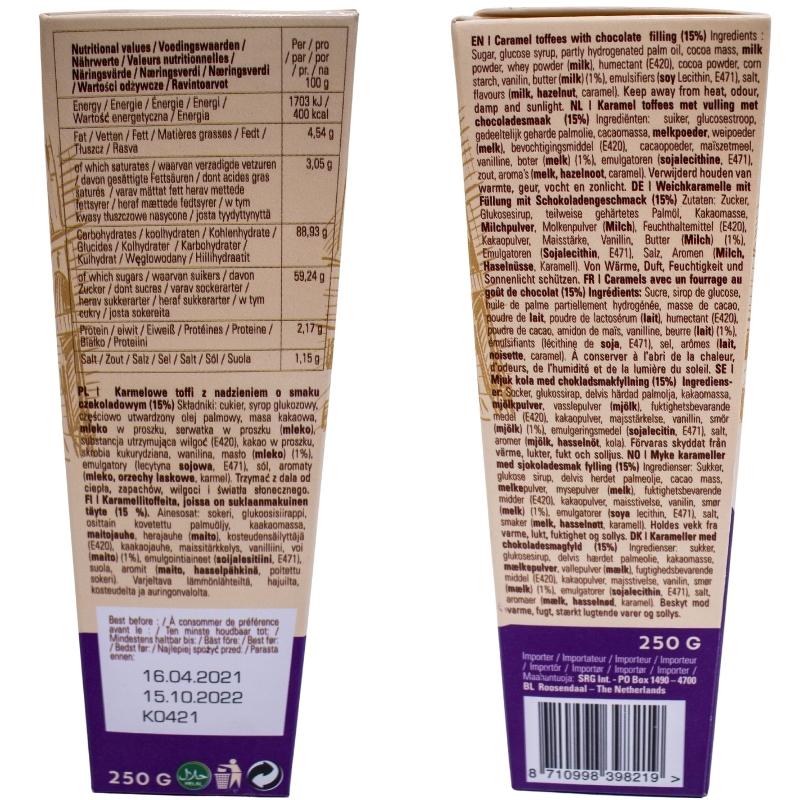 Nutritional values / Voedingswaarden /
Nährwerte / Valeurs nutritionnelles /
Näringsvärde / Næringsverdi / Næringsverdi
/ Wartości odżywcze / Ravintoarvot
Per / pro
/ par / por
/ pr. / na
100 g
Energy / Energie / Énergie / Energi /
Wartość energetyczna / Energia
1703 kJ /
400 kcal
Fat / Vetten / Fett / Matières grasses / Fedt /
Tłuszcz / Rasva
4,54 g
of which saturates / waarvan verzadigde vetzuren
/ davon gesättigte Fettsäuren / dont acides gras
saturés / varav mättat fett herav mettede
fettsyrer / heraf mættede fedtsyrer / w tym
kwasy tłuszczowe nasycone / josta tyydyttynyttä
3,05 g
Carbohydrates / koolhydraten / Kohlenhydrate /
Glucides / Kolhydrater / Karbohydrater /
Kulhydrat / Węglowodany / Hiilihydraatit
88,93 g
of which sugars / waarvan suikers / davon
Zucker / dont sucres / varav sockerarter /
herav sukkerarter / heraf sukkerarter / w tym
cukry / josta sokereita
59,24 g
Protein / eiwit / Eiweiß / Protéines / Proteine /
Białko / Proteiini
2,17 g
Salt / Zout / Salz / Sel / Salt / Sól / Suola
1,15 g
PL | Karmelowe toffi z nadzieniem o smaku
czekoladowym (15%) Składniki: cukier, syrop glukozowy,
częściowo utwardzony olej palmowy, masa kakaowa,
mleko w proszku, serwatka w proszku (mleko),
substancja utrzymująca wilgoć (E420), kakao w proszku,
skrobia kukurydziana, wanilina, masło (mleko) (1%),
emulgatory (lecytyna sojowa, E471), sól, aromaty
(mleko, orzechy laskowe, karmel). Trzymać z dala od
ciepła, zapachów, wilgoci i światła słonecznego.
FI | Karamellitoffeita, joissa on suklaanmakuinen
täyte (15 %). Ainesosat: sokeri, glukoosisiirappi,
osittain kovetettu palmuöljy, kaakaomassa,
maitojauhe, herajauhe (maito), kosteudensäilyttäjä
(E420), kaakaojauhe, maissitärkkelys, vanilliini, voi
(maito) (1%), emulgointiaineet (soijalesitiini, E471),
suola, aromit (maito, hasselpähkinä, poltettu
sokeri). Varjeltava lämmönlähteiltä, hajuilta,
kosteudelta ja auringonvalolta.
Best before : / À consommer de préférence
avant le : / Ten minste houdbaar tot: /
Mindestens haltbar bis: / Bäst före: / Best før:
/ Bedst før: / Najlepiej spożyć przed: / Parasta
ennen:
16.04.2021
15.10.2022
K0421
250 G
حلال
HALAL
EN | Caramel toffees with chocolate filling (15%) Ingredients :
Sugar, glucose syrup, partly hydrogenated palm oil, cocoa mass, milk
powder, whey powder (milk), humectant (E420), cocoa powder, corn
starch, vanilin, butter (milk) (1%), emulsifiers (soy Lecithin, E471), salt,
flavours (milk, hazelnut, caramel). Keep away from heat, odour,
damp and sunlight. NL | Karamel toffees met vulling met
chocoladesmaak (15%) Ingrediënten: suiker, glucosestroop,
gedeeltelijk geharde palmolie, cacaomassa, melkpoeder, weipoeder
(melk), bevochtigingsmiddel (E420), cacaopoeder, maïszetmeel,
vanilline, boter (melk) (1%), emulgatoren (sojalecithine, E471),
zout, aroma's (melk, hazelnoot, caramel). Verwijderd houden van
warmte, geur, vocht en zonlicht. DE | Weichkaramelle mit
Füllung mit Schokoladengeschmack (15%) Zutaten: Zucker,
Glukosesirup, teilweise gehärtetes Palmöl, Kakaomasse,
Milchpulver, Molkenpulver (Milch), Feuchthaltemittel (E420),
Kakaopulver, Maisstärke, Vanillin, Butter (Milch) (1%),
Emulgatoren (Sojalecithin, E471), Salz, Aromen (Milch,
Haselnüsse, Karamel). Von Wärme, Duft, Feuchtigkeit und
Sonnenlicht schützen. FR | Caramels avec un fourrage au
goût de chocolat (15%) Ingrédients: Sucre, sirop de glucose,
huile de palme partiellement hydrogénée, masse de cacao,
poudre de lait, poudre de lactosérum (lait), humectant (E420),
poudre de cacao, amidon de maïs, vanilline, beurre (lait) (1%),
émulsifiants (lécithine de soja, E471), sel, arômes (lait,
noisette, caramel). À conserver à l'abri de la chaleur,
d'odeurs, de l'humidité et de la lumière du soleil. SE |
Mjuk kola med chokladsmakfyllning (15%) Ingrediens-
er: Socker, glukossirap, delvis härdad palmolja, kakaomassa,
mjölkpulver, vasslepulver (mjölk), fuktighetsbevarande
medel (E420), kakaopulver, majsstärkelse, vanillin, smör
(mjölk) (1%), emulgeringsmedel (sojalecitin, E471), salt,
aromer (mjölk, hasselnöt, kola). Förvaras skyddat från
värme, lukter, fukt och solljus. NO | Myke karameller
med sjokoladesmak fylling (15%) Ingredienser: Sukker,
glukose sirup, delvis herdet palmeolje, cacao mass,
melkepulver, mysepulver (melk), fuktighetsbevarende
midder (E420), kakaopulver, maisstivelse, vanilin, smør
(melk) (1%), emulgatorer (soya lecithin, E471), salt,
smaker (melk, hasselnøtt, karamell). Holdes vekk fra
varme, lukt, fuktighet og sollys. DK | Karameller med
chokoladesmagfyld (15%) Ingredienser: sukker,
glukosesirup, delvis hærdet palmeolie, kakaomasse,
mælkepulver, vallepulver (mælk), fugtighedsbevarende
middel (E420), kakaopulver, majsstivelse, vanilin, smør
(mælk) (1%), emulgatorer (sojalecithin, E471), salt,
aromaer (mælk, hasselnød, karamel). Beskyt mod
varme, fugt, stærkt lugtende varer og sollys.
250 G
Importer / Importateur / Importeur / Importeur
/ Importör / Importør / Importør / Importer /
Maahantuoja: SRG Int. - PO Box 1490 – 4700
BL Roosendaal – The Netherlands
8 710998 398219 >